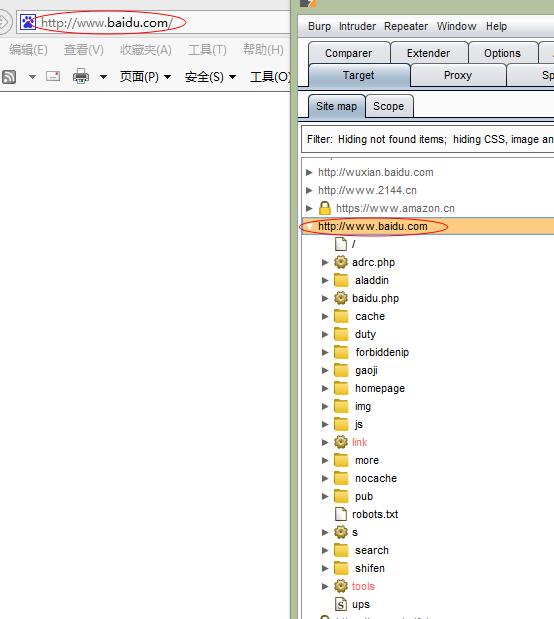 http://www.baidu.com/
编辑(E) 查看(V) 收藏夹(A) 工具(T) 帮助(H)
页面(P) 安全(S) 工具(O)
Burp Intruder Repeater Window Help
Comparer Extender Options
Target Proxy Sp
Site map Scope
Filter: Hiding not found items; hiding CSS, image an
http://wuxian.baidu.com
http://www.2144.cn
https://www.amazon.cn
http://www.baidu.com
/
adrc.php
aladdin
baidu.php
cache
duty
forbiddenip
gaoji
homepage
img
js
link
more
nocache
pub
robots.txt
s
search
shifen
tools
ups